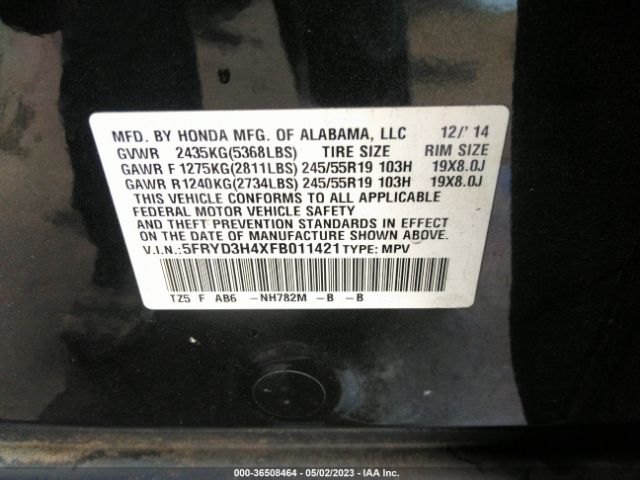 MFD. BY HONDA MFG. OF ALABAMA, LLC 12/'14
GVWR 2435KG(5368LBS) TIRE SIZE RIM SIZE
GAWR F 1275KG(2811LBS) 245/55R19 103H 19X8.0J
GAWR R 1240KG(2734LBS) 245/55R19 103H 19X8.0J
THIS VEHICLE CONFORMS TO ALL APPLICABLE
FEDERAL MOTOR VEHICLE SAFETY
AND THEFT PREVENTION STANDARDS IN EFFECT
ON THE DATE OF MANUFACTURE SHOWN ABOVE.
V.I.N.:5FRYD3H4XFB011421 TYPE: MPV
TZ5 F AB6 -NH782M -B -B
000-36508464 - 05/02/2023 - IAA Inc.